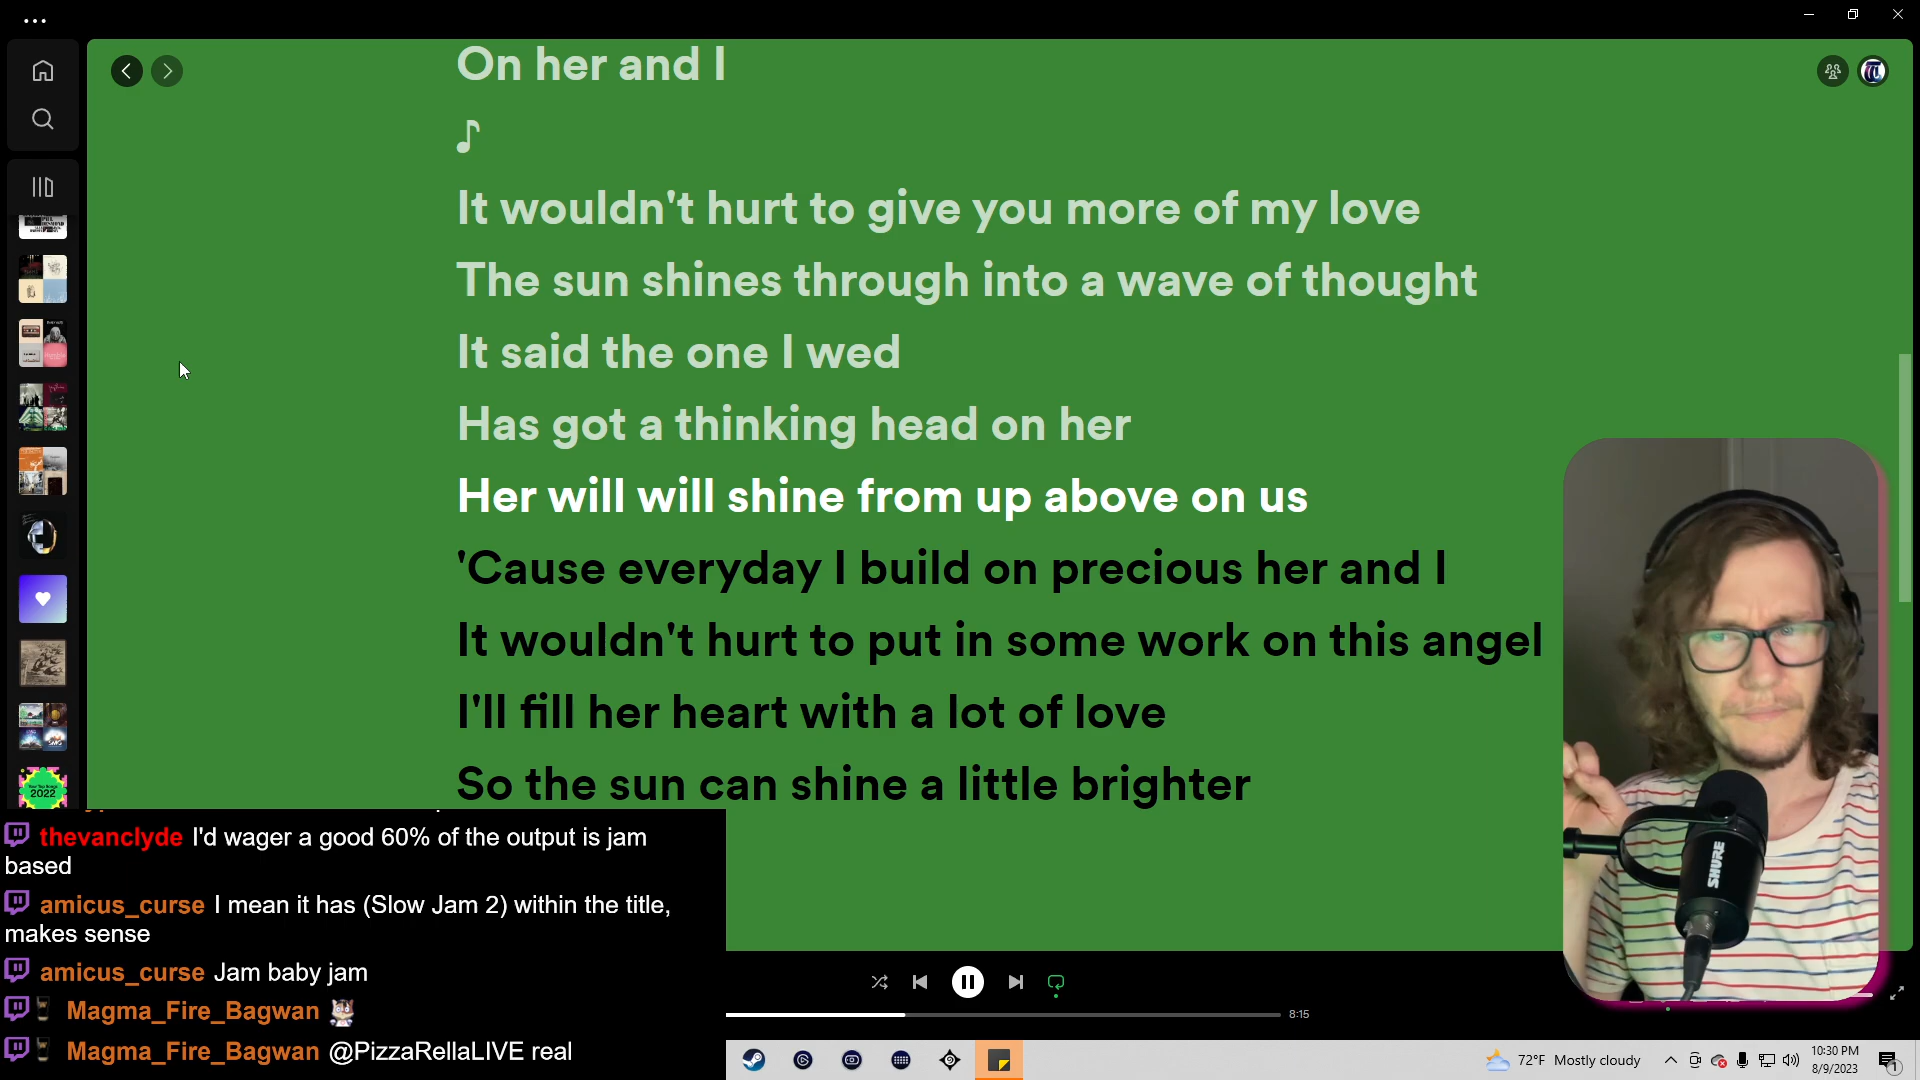 On her and I
♪
It wouldn't hurt to give you more of my love
The sun shines through into a wave of thought
It said the one I wed
Has got a thinking head on her
Her will will shine from up above on us
'Cause everyday I build on precious her and I
It wouldn't hurt to put in some work on this angel
I'll fill her heart with a lot of love
So the sun can shine a little brighter
2022
thevanclyde I'd wager a good 60% of the output is jam
based
amicus_curse I mean it has (Slow Jam 2) within the title,
makes sense
amicus_curse Jam baby jam
Magma_Fire_Bagwan
Magma_Fire_Bagwan @PizzaRellaLIVE real
SHURE
8:15
72°F Mostly cloudy
10:30 PM
8/9/2023
1